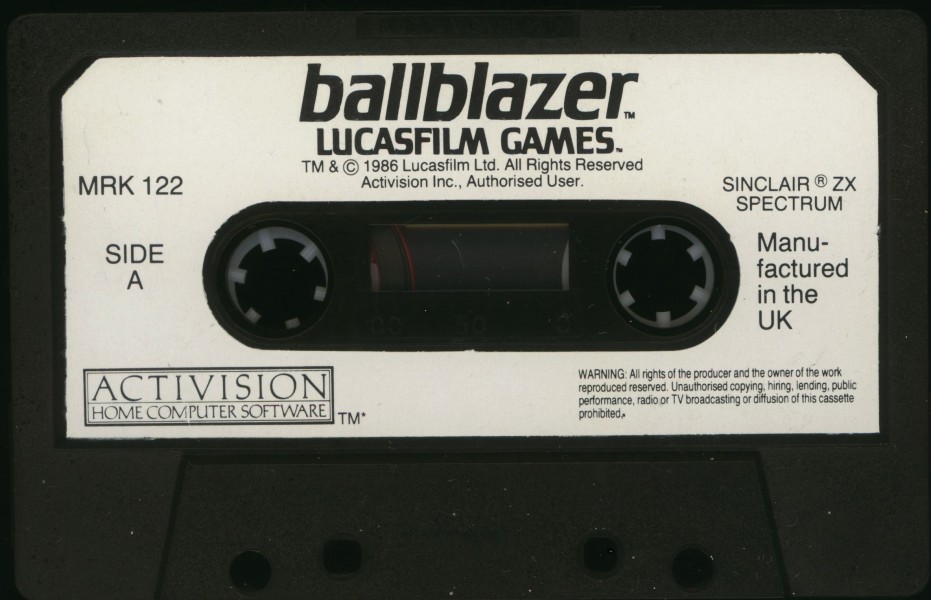 ballblazer™
LUCASFILM GAMES™
TM & © 1986 Lucasfilm Ltd. All Rights Reserved
Activision Inc., Authorised User.
MRK 122
SINCLAIR ® ZX
SPECTRUM
SIDE
A
Manu-
factured
in the
UK
ACTIVISION
HOME COMPUTER SOFTWARE
TM*
WARNING: All rights of the producer and the owner of the work
reproduced reserved. Unauthorised copying, hiring, lending, public
performance, radio or TV broadcasting or diffusion of this cassette
prohibited.